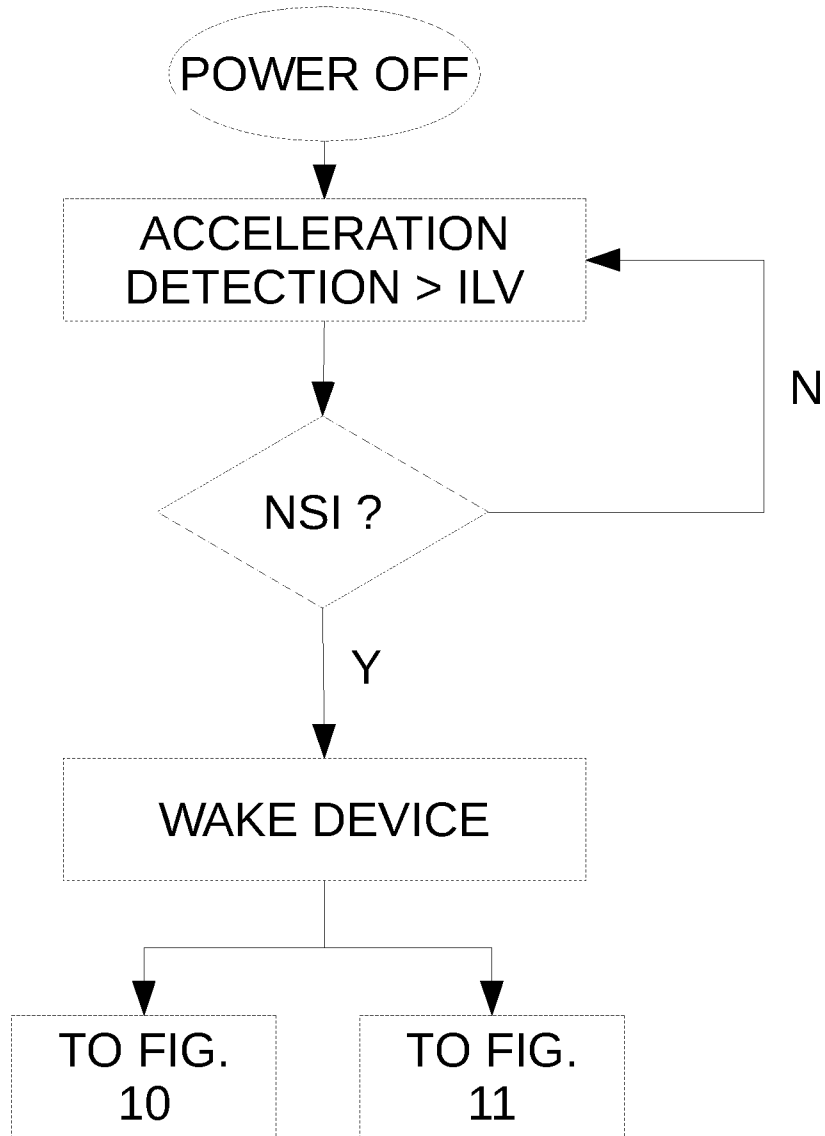 POWER OFF
ACCELERATION
DETECTION > ILV
N
NSI ?
Y
WAKE DEVICE
TO FIG.
10
TO FIG.
11